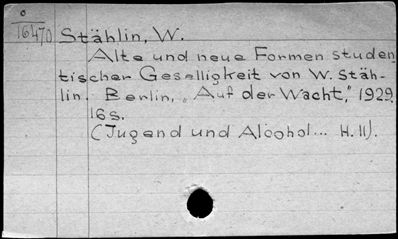 16470 Stählin, W.
Alte und neue Formen studen
tischer Geselligkeit von W. Stäh-
lin. Berlin, „Auf der Wacht," 1929.
16 s.
(Jugend und Alcohol... H. 11).